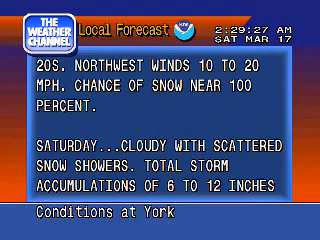 THE
WEATHER
CHANNEL
Local Forecast
2:29:27 AM
SAT MAR 17
20S. NORTHWEST WINDS 10 TO 20
MPH. CHANCE OF SNOW NEAR 100
PERCENT.
SATURDAY...CLOUDY WITH SCATTERED
SNOW SHOWERS. TOTAL STORM
ACCUMULATIONS OF 6 TO 12 INCHES
Conditions at York